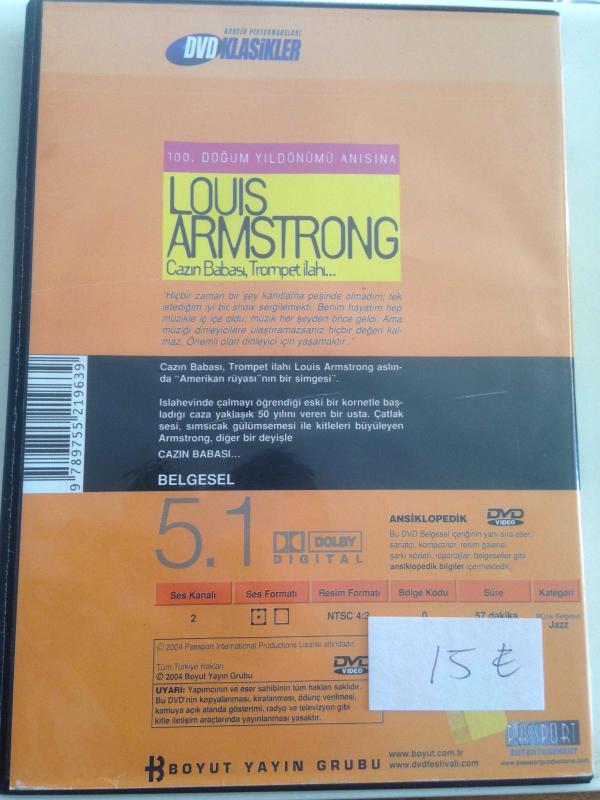 KONSER PERFORMANSLARI
DVD KLASİKLER
100. DOĞUM YILDÖNÜMÜ ANISINA
LOUIS
ARMSTRONG
Cazın Babası, Trompet ilahı...
"Hiçbir zaman bir şey kanıtlama peşinde olmadım; tek
istediğim iyi bir show sergilemekti. Benim hayatım hep
müzikle iç içe oldu; müzik her şeyden önce geldi. Ama
müziği dinleyicilere ulaştıramazsanız hiçbir değeri kal-
maz. Önemli olan dinleyici için yaşamaktır..."
Cazın Babası, Trompet ilahı Louis Armstrong aslın-
da "Amerikan rüyası"nın bir simgesi".
Islahevinde çalmayı öğrendiği eski bir kornetle baş-
ladığı caza yaklaşık 50 yılını veren bir usta. Çatlak
sesi, sımsıcak gülümsemesi ile kitleleri büyüleyen
Armstrong, diğer bir deyişle
CAZIN BABASI...
BELGESEL
9 789755 219639
5.1
DOLBY
DIGITAL
ANSİKLOPEDİK
DVD
VIDEO
Bu DVD Belgesel içeriğinin yanı sıra eser,
sanatçı, kompozitör, resim galerisi,
şarkı sözleri, röportajlar, belgeseller gibi
ansiklopedik bilgiler içermektedir.
Ses Kanalı Ses Formatı Resim Formatı Bölge Kodu Süre Kategori
2 NTSC 4:3 0 57 dakika Müzik-Belgesel
Jazz
© 2004 Passport International Productions Lisansı altındadır.
Tüm Türkiye Hakları
© 2004 Boyut Yayın Grubu
DVD
VIDEO
UYARI: Yapımcının ve eser sahibinin tüm hakları saklıdır.
Bu DVD'nin kopyalanması, kiralanması, ödünç verilmesi,
kamuya açık alanda gösterimi, radyo ve televizyon gibi
kitle iletişim araçlarında yayınlanması yasaktır.
15 ₺
BOYUT YAYIN GRUBU
www.boyut.com.tr
www.dvdfestivali.com
PASSPORT
ENTERTAINMENT
www.passportproductions.com